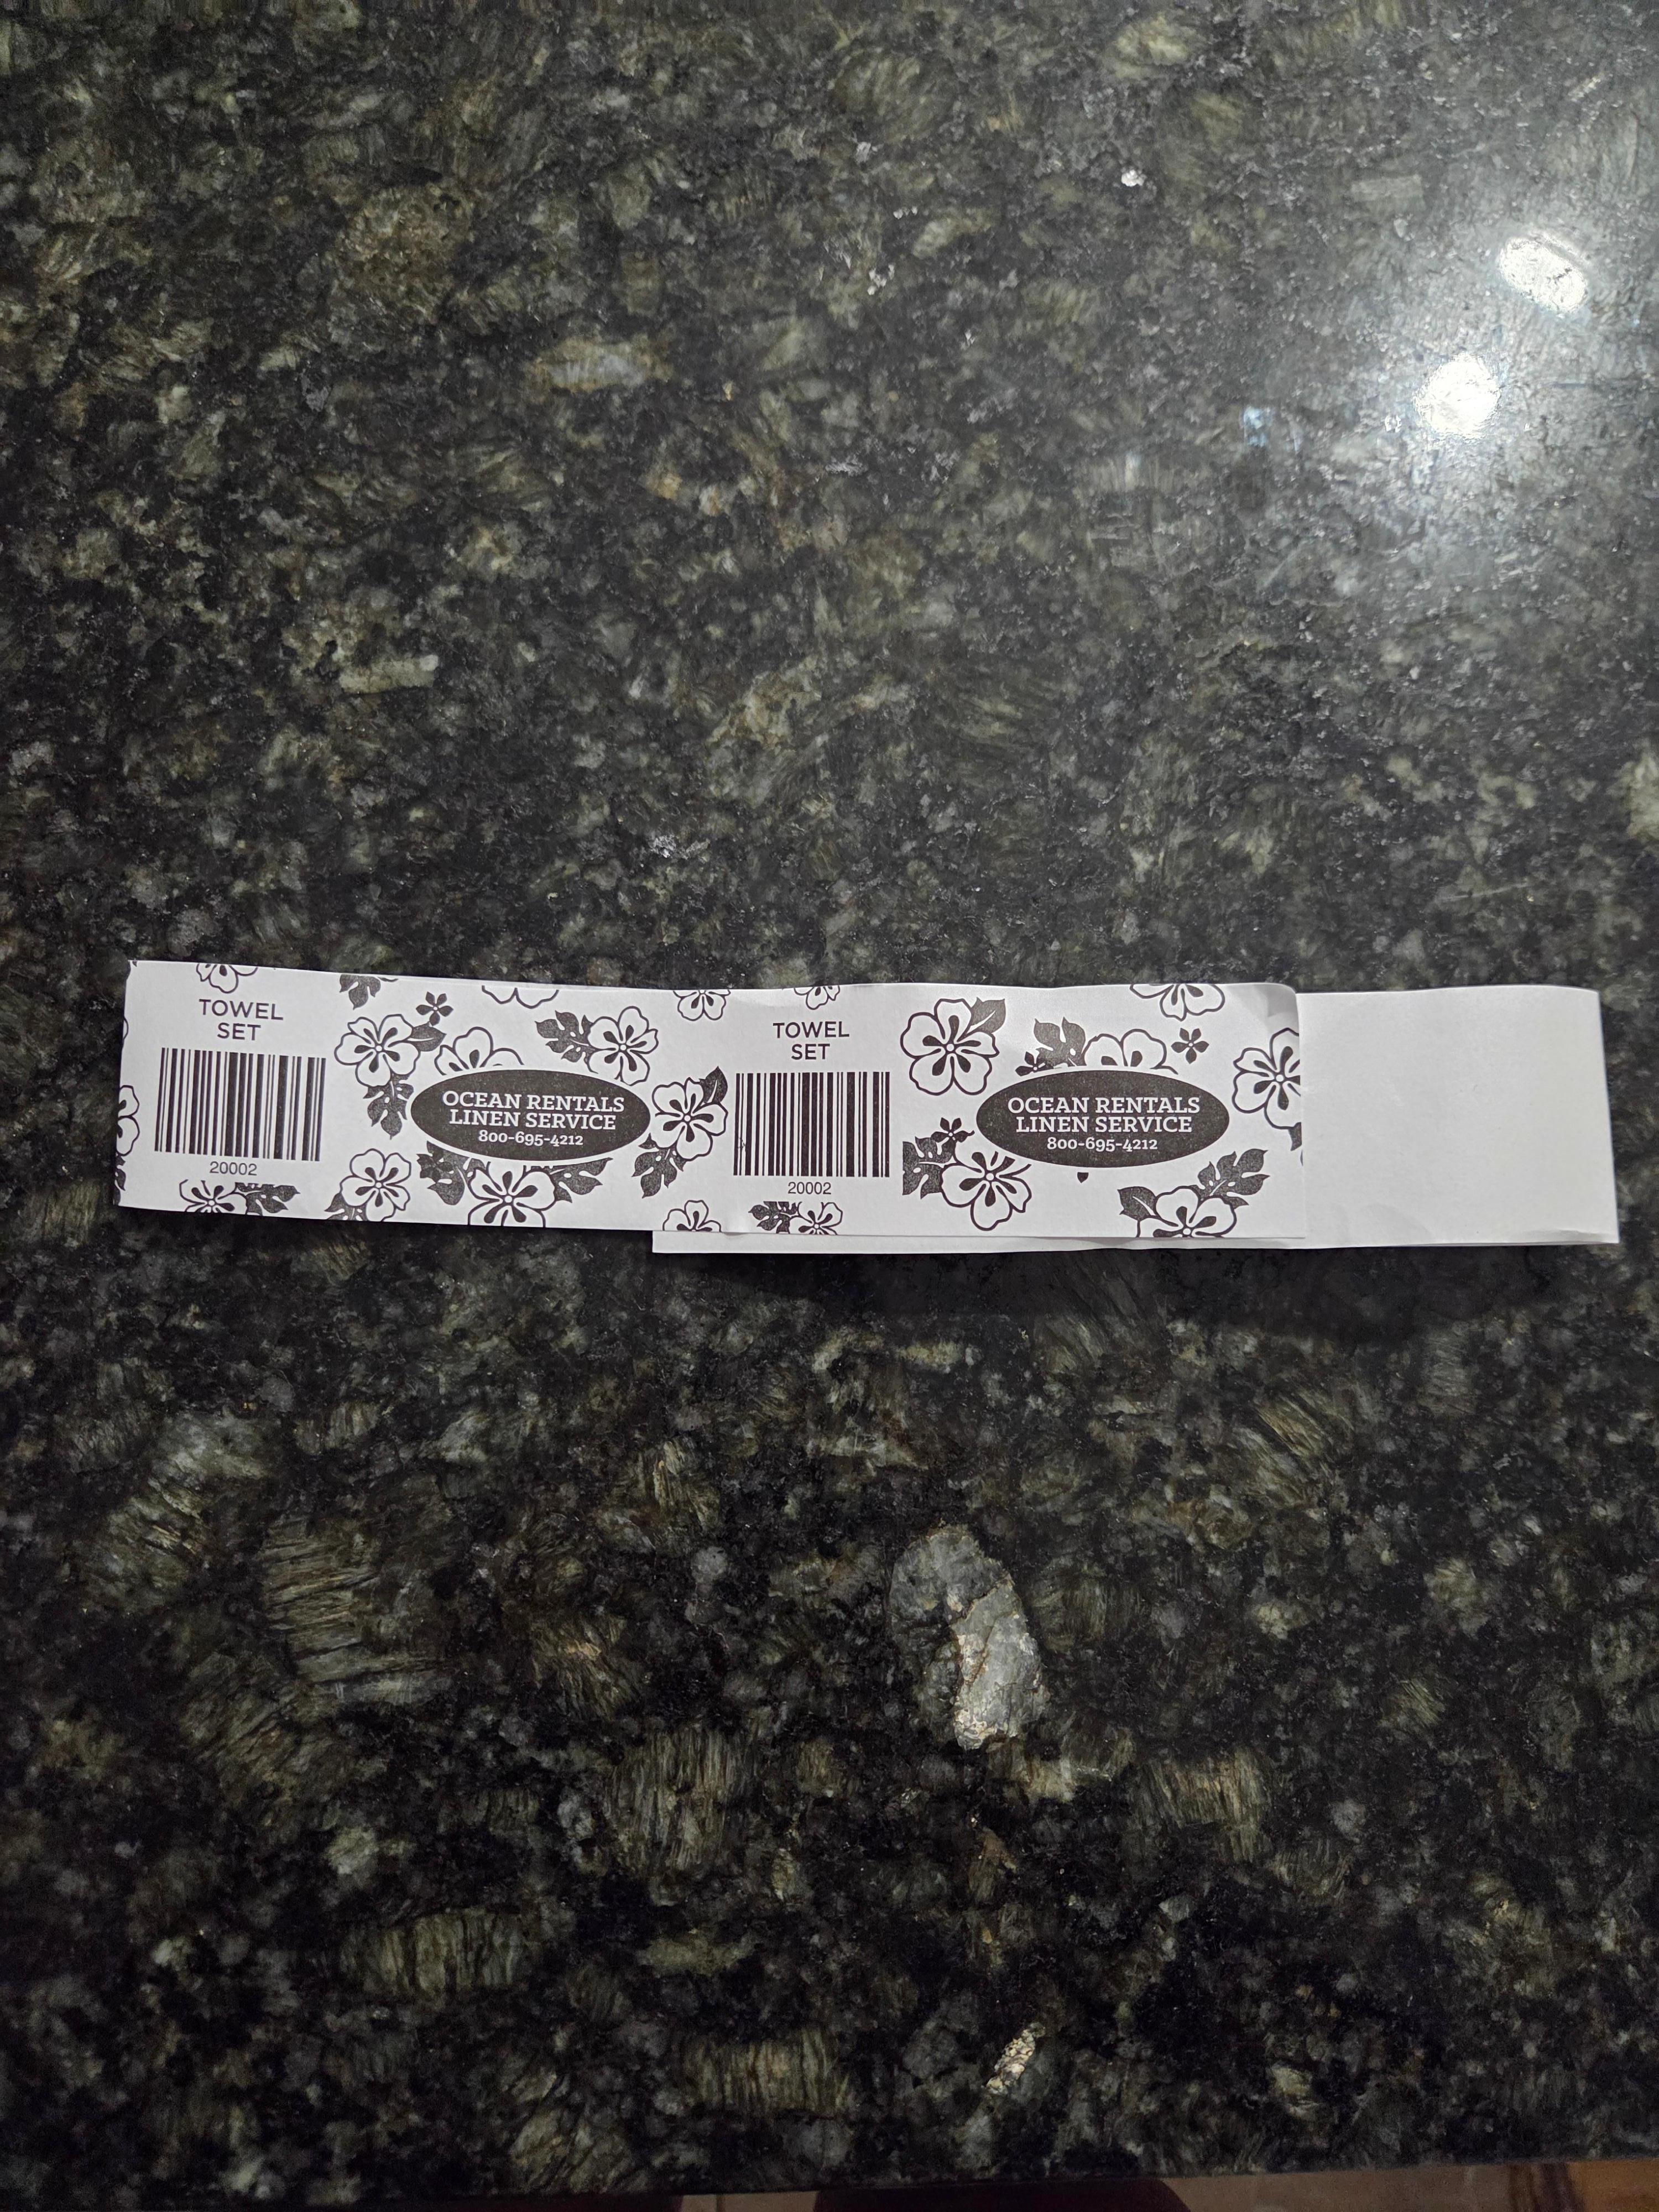 TOWEL
SET
20002
OCEAN RENTALS
LINEN SERVICE
800-695-4212
TOWEL
SET
20002
OCEAN RENTALS
LINEN SERVICE
800-695-4212